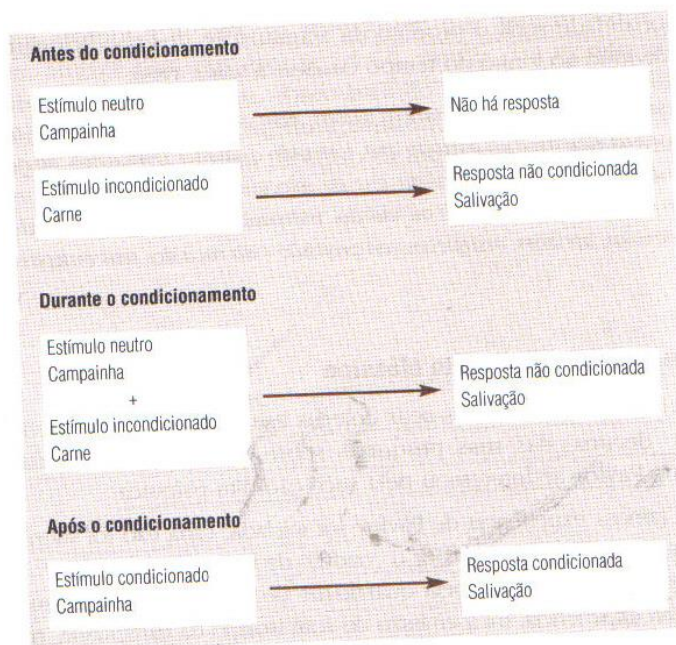 Antes do condicionamento
Estímulo neutro
Campainha
Não há resposta
Estímulo incondicionado
Carne
Resposta não condicionada
Salivação
Durante o condicionamento
Estímulo neutro
Campainha
+
Estímulo incondicionado
Carne
Resposta não condicionada
Salivação
Após o condicionamento
Estímulo condicionado
Campainha
Resposta condicionada
Salivação